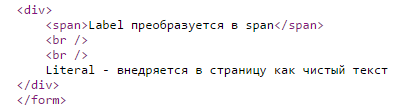 <div>
<span>Label преобразуется в span</span>
<br />
<br />
Literal - внедряется в страницу как чистый текст
</div>
</form>